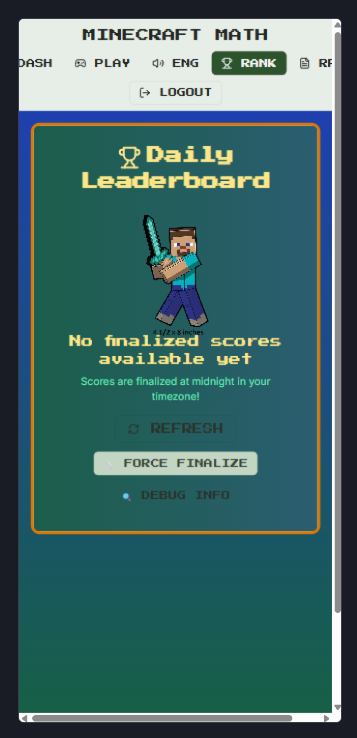 MINECRAFT MATH
DASH PLAY ENG RANK
LOGOUT
Daily
Leaderboard
4 1/2 x 8 inches
No finalized scores
available yet
Scores are finalized at midnight in your
timezone!
REFRESH
FORCE FINALIZE
DEBUG INFO